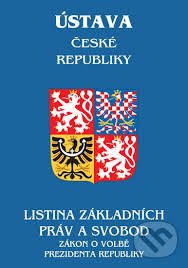 ÚSTAVA
ČESKÉ
REPUBLIKY
LISTINA ZÁKLADNÍCH
PRÁV A SVOBOD
ZÁKON O VOLBĚ
PREZIDENTA REPUBLIKY